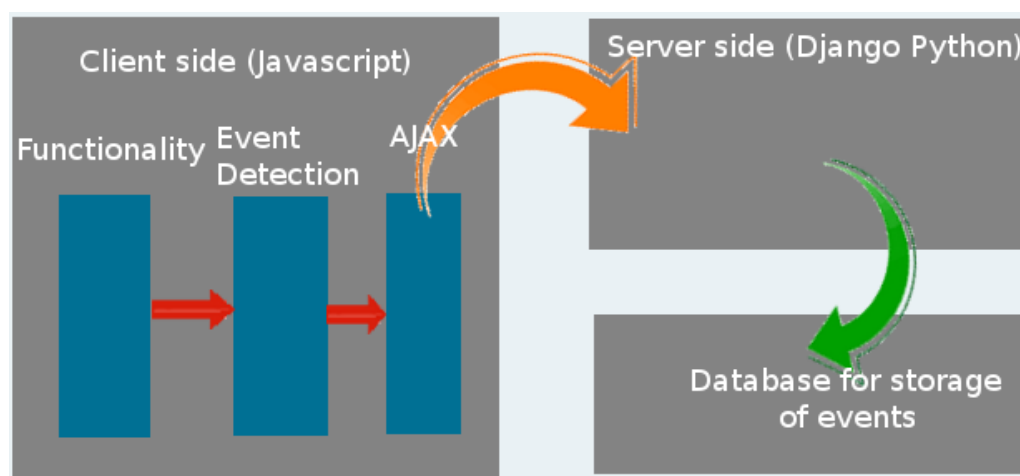 Client side (Javascript)
Functionality
Event
Detection
AJAX
Server side (Django Python)
Database for storage
of events